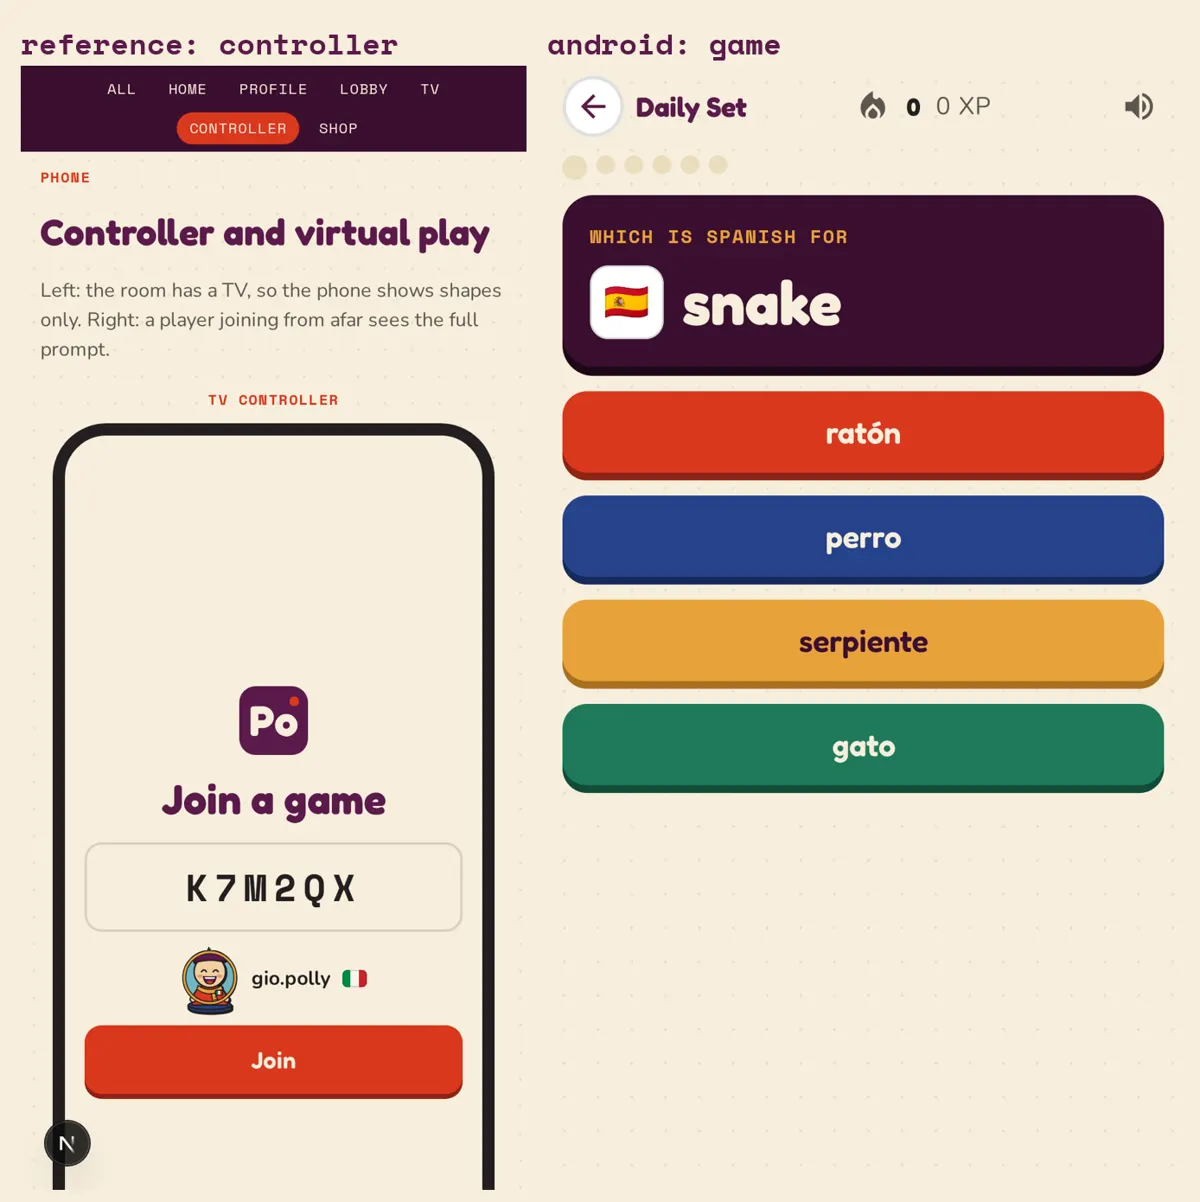 reference: controller
ALL HOME PROFILE LOBBY TV
CONTROLLER SHOP
PHONE
Controller and virtual play
Left: the room has a TV, so the phone shows shapes
only. Right: a player joining from afar sees the full
prompt.
TV CONTROLLER
Po
Join a game
K7M2QX
gio.polly
Join
N
android: game
Daily Set
0 0 XP
WHICH IS SPANISH FOR
snake
ratón
perro
serpiente
gato